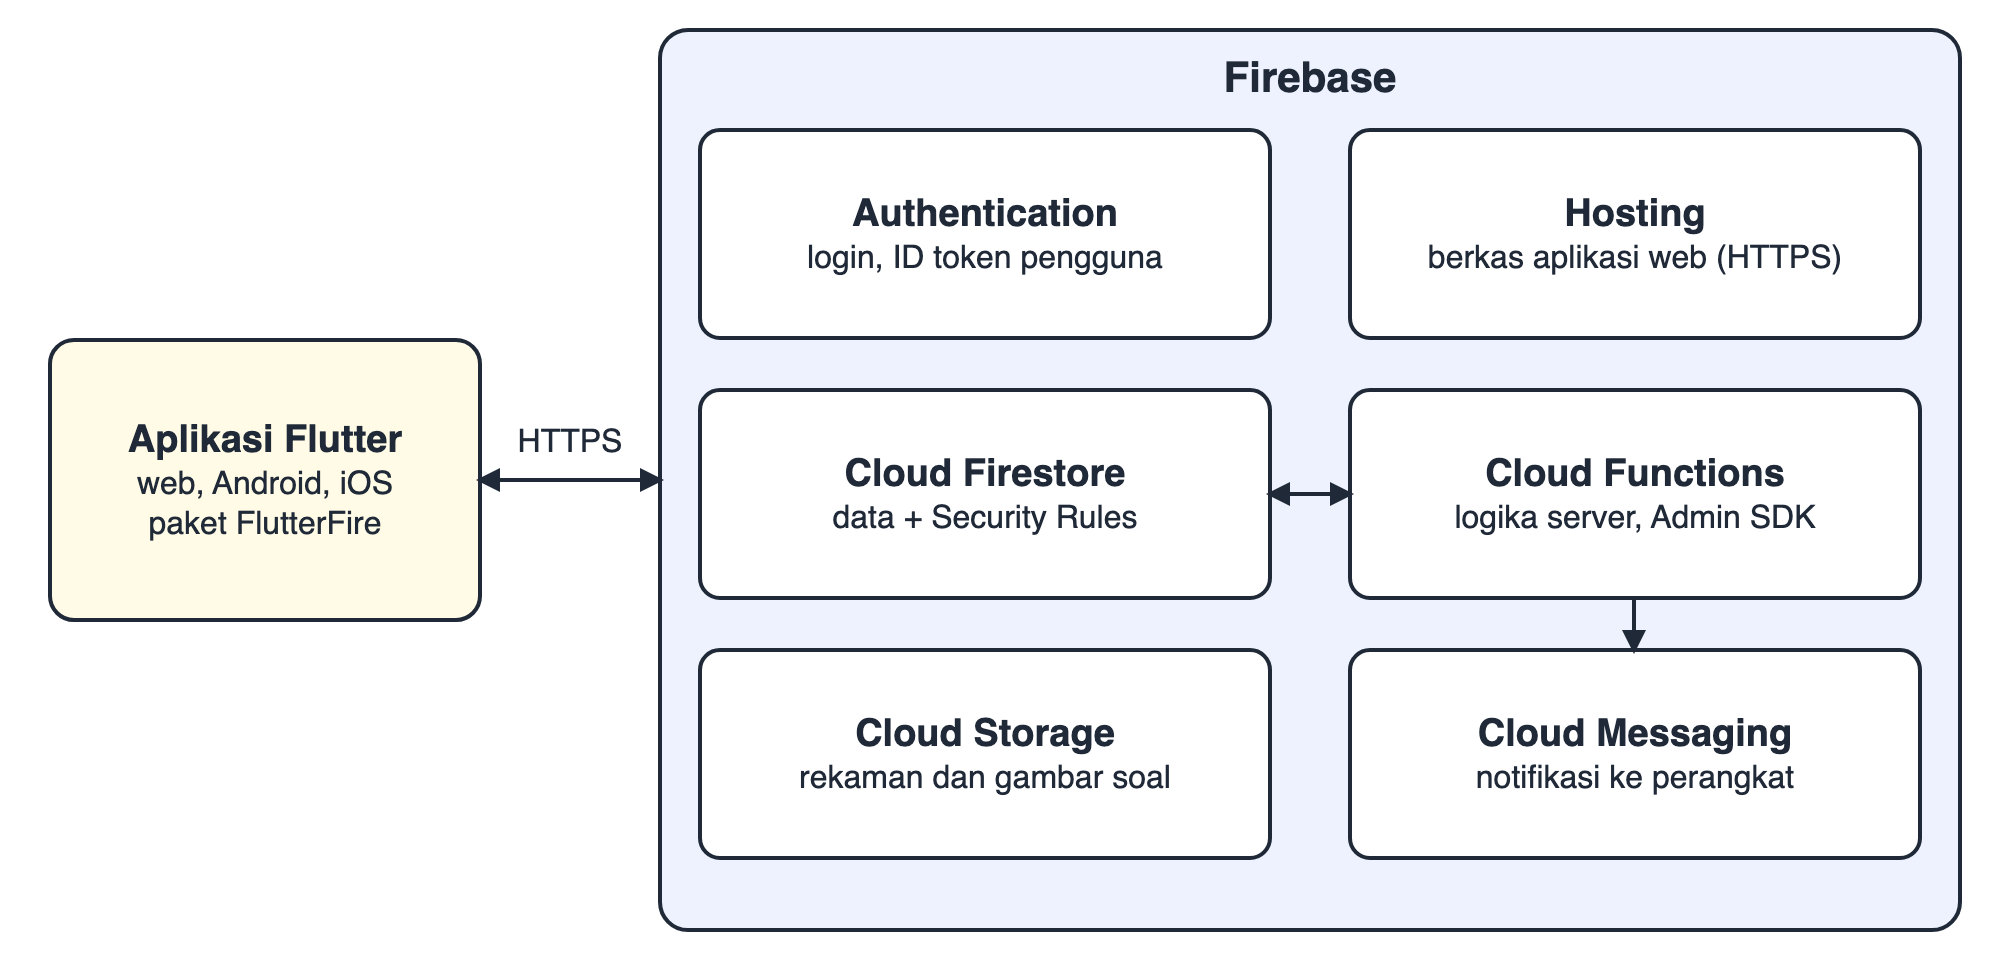 Firebase
Authentication
login, ID token pengguna
Hosting
berkas aplikasi web (HTTPS)
Aplikasi Flutter
web, Android, iOS
paket FlutterFire
HTTPS
Cloud Firestore
data + Security Rules
Cloud Functions
logika server, Admin SDK
Cloud Storage
rekaman dan gambar soal
Cloud Messaging
notifikasi ke perangkat